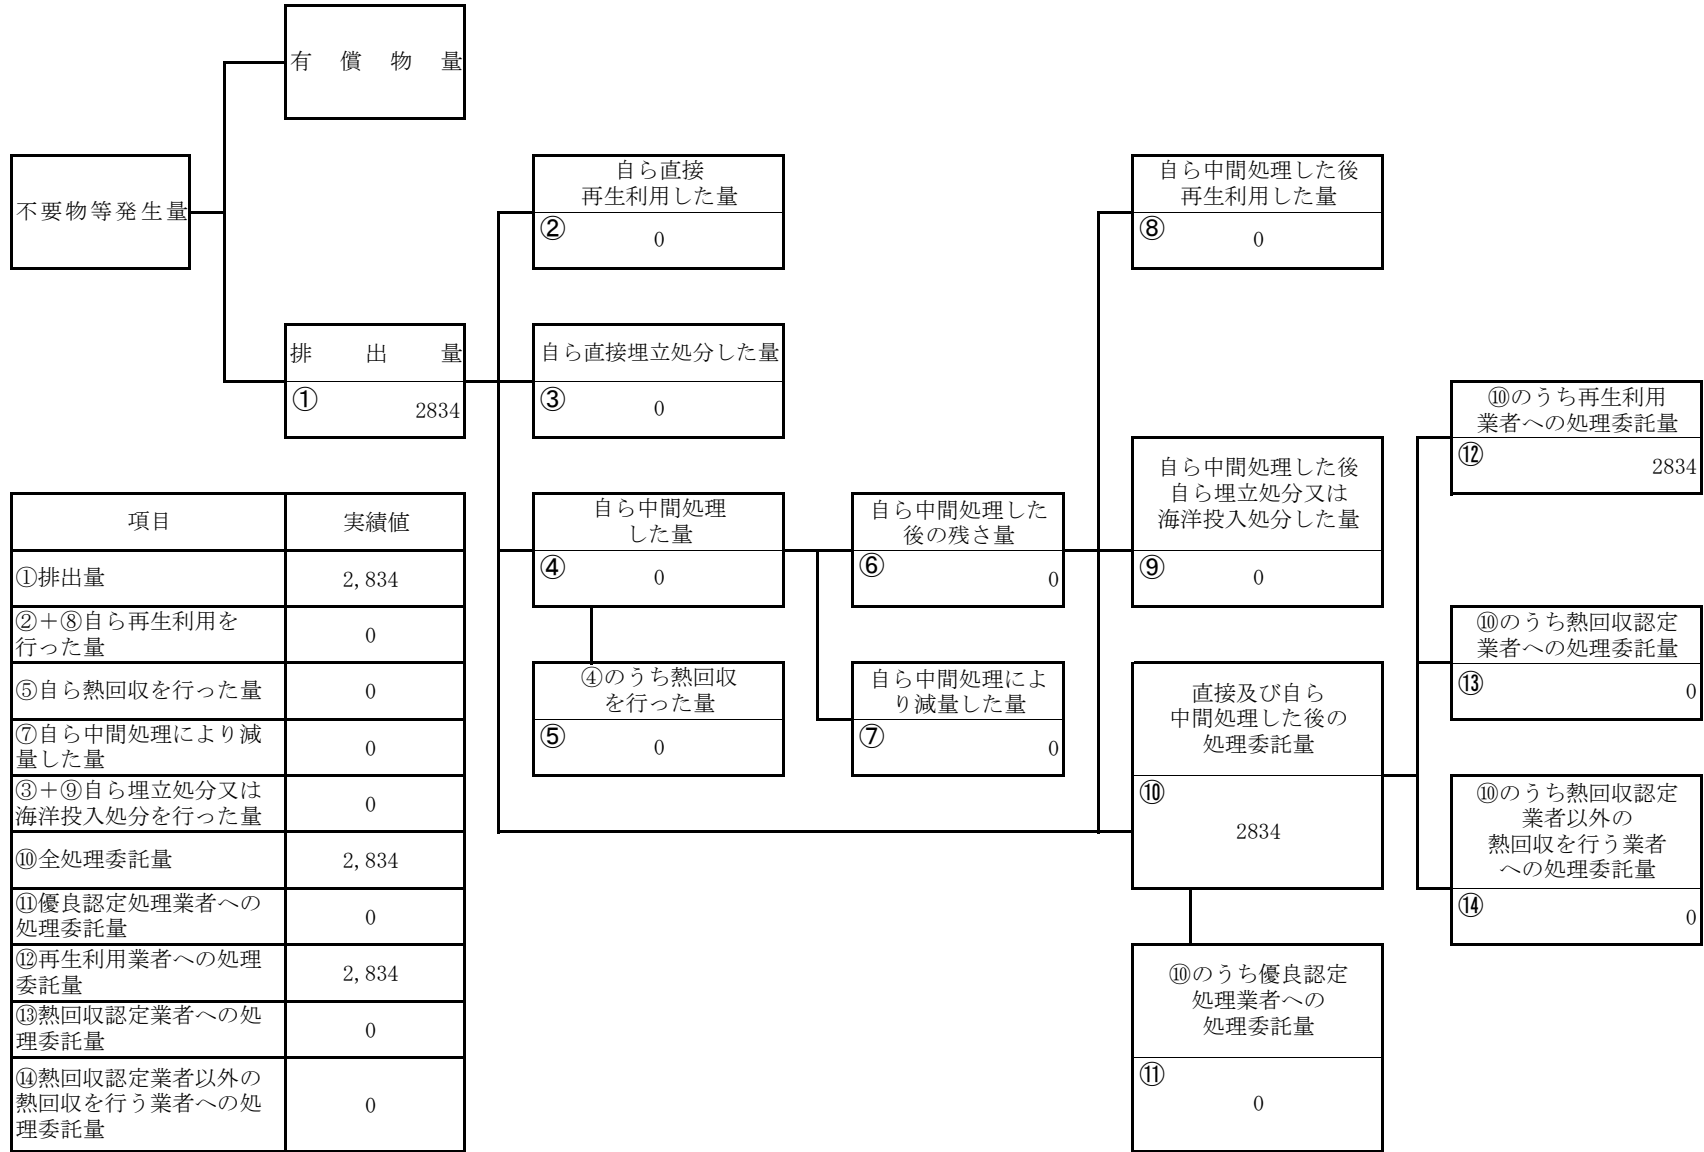 有償物量
不要物等発生量
自ら直接
再生利用した量
②
0
自ら中間処理した後
再生利用した量
⑧
0
排出量
①
2834
自ら直接埋立処分した量
③
0
⑩のうち再生利用
業者への処理委託量
⑫
2834
自ら中間処理した後
自ら埋立処分又は
海洋投入処分した量
⑨
0
自ら中間処理
した量
④
0
自ら中間処理した
後の残さ量
⑥
0
④のうち熱回収
を行った量
⑤
0
自ら中間処理によ
り減量した量
⑦
0
直接及び自ら
中間処理した後の
処理委託量
⑩
2834
⑩のうち熱回収認定
業者への処理委託量
⑬
0
⑩のうち熱回収認定
業者以外の
熱回収を行う業者
への処理委託量
⑭
0
⑩のうち優良認定
処理業者への
処理委託量
⑪
0
項目 実績値
①排出量 2,834
②＋⑧自ら再生利用を
行った量 0
⑤自ら熱回収を行った量 0
⑦自ら中間処理により減
量した量 0
③＋⑨自ら埋立処分又は
海洋投入処分を行った量 0
⑩全処理委託量 2,834
⑪優良認定処理業者への
処理委託量 0
⑫再生利用業者への処理
委託量 2,834
⑬熱回収認定業者への処
理委託量 0
⑭熱回収認定業者以外の
熱回収を行う業者への処
理委託量 0